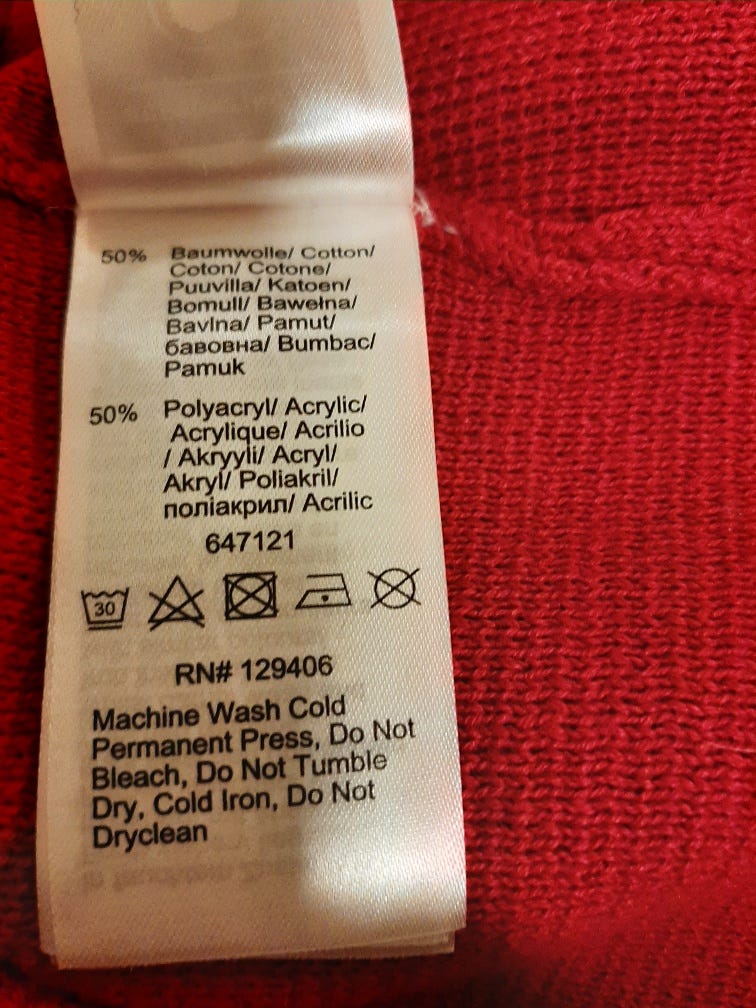 50% Baumwolle/ Cotton/
Coton/ Cotone/
Puuvilla/ Katoen/
Bomull/ Bawełna/
Bavlna/ Pamut/
бавовна/ Bumbac/
Pamuk
50% Polyacryl/ Acrylic/
Acrylique/ Acrilio
/ Akryyli/ Acryl/
Akryl/ Poliakril/
поліакрил/ Acrilic
647121
30
RN# 129406
Machine Wash Cold
Permanent Press, Do Not
Bleach, Do Not Tumble
Dry, Cold Iron, Do Not
Dryclean